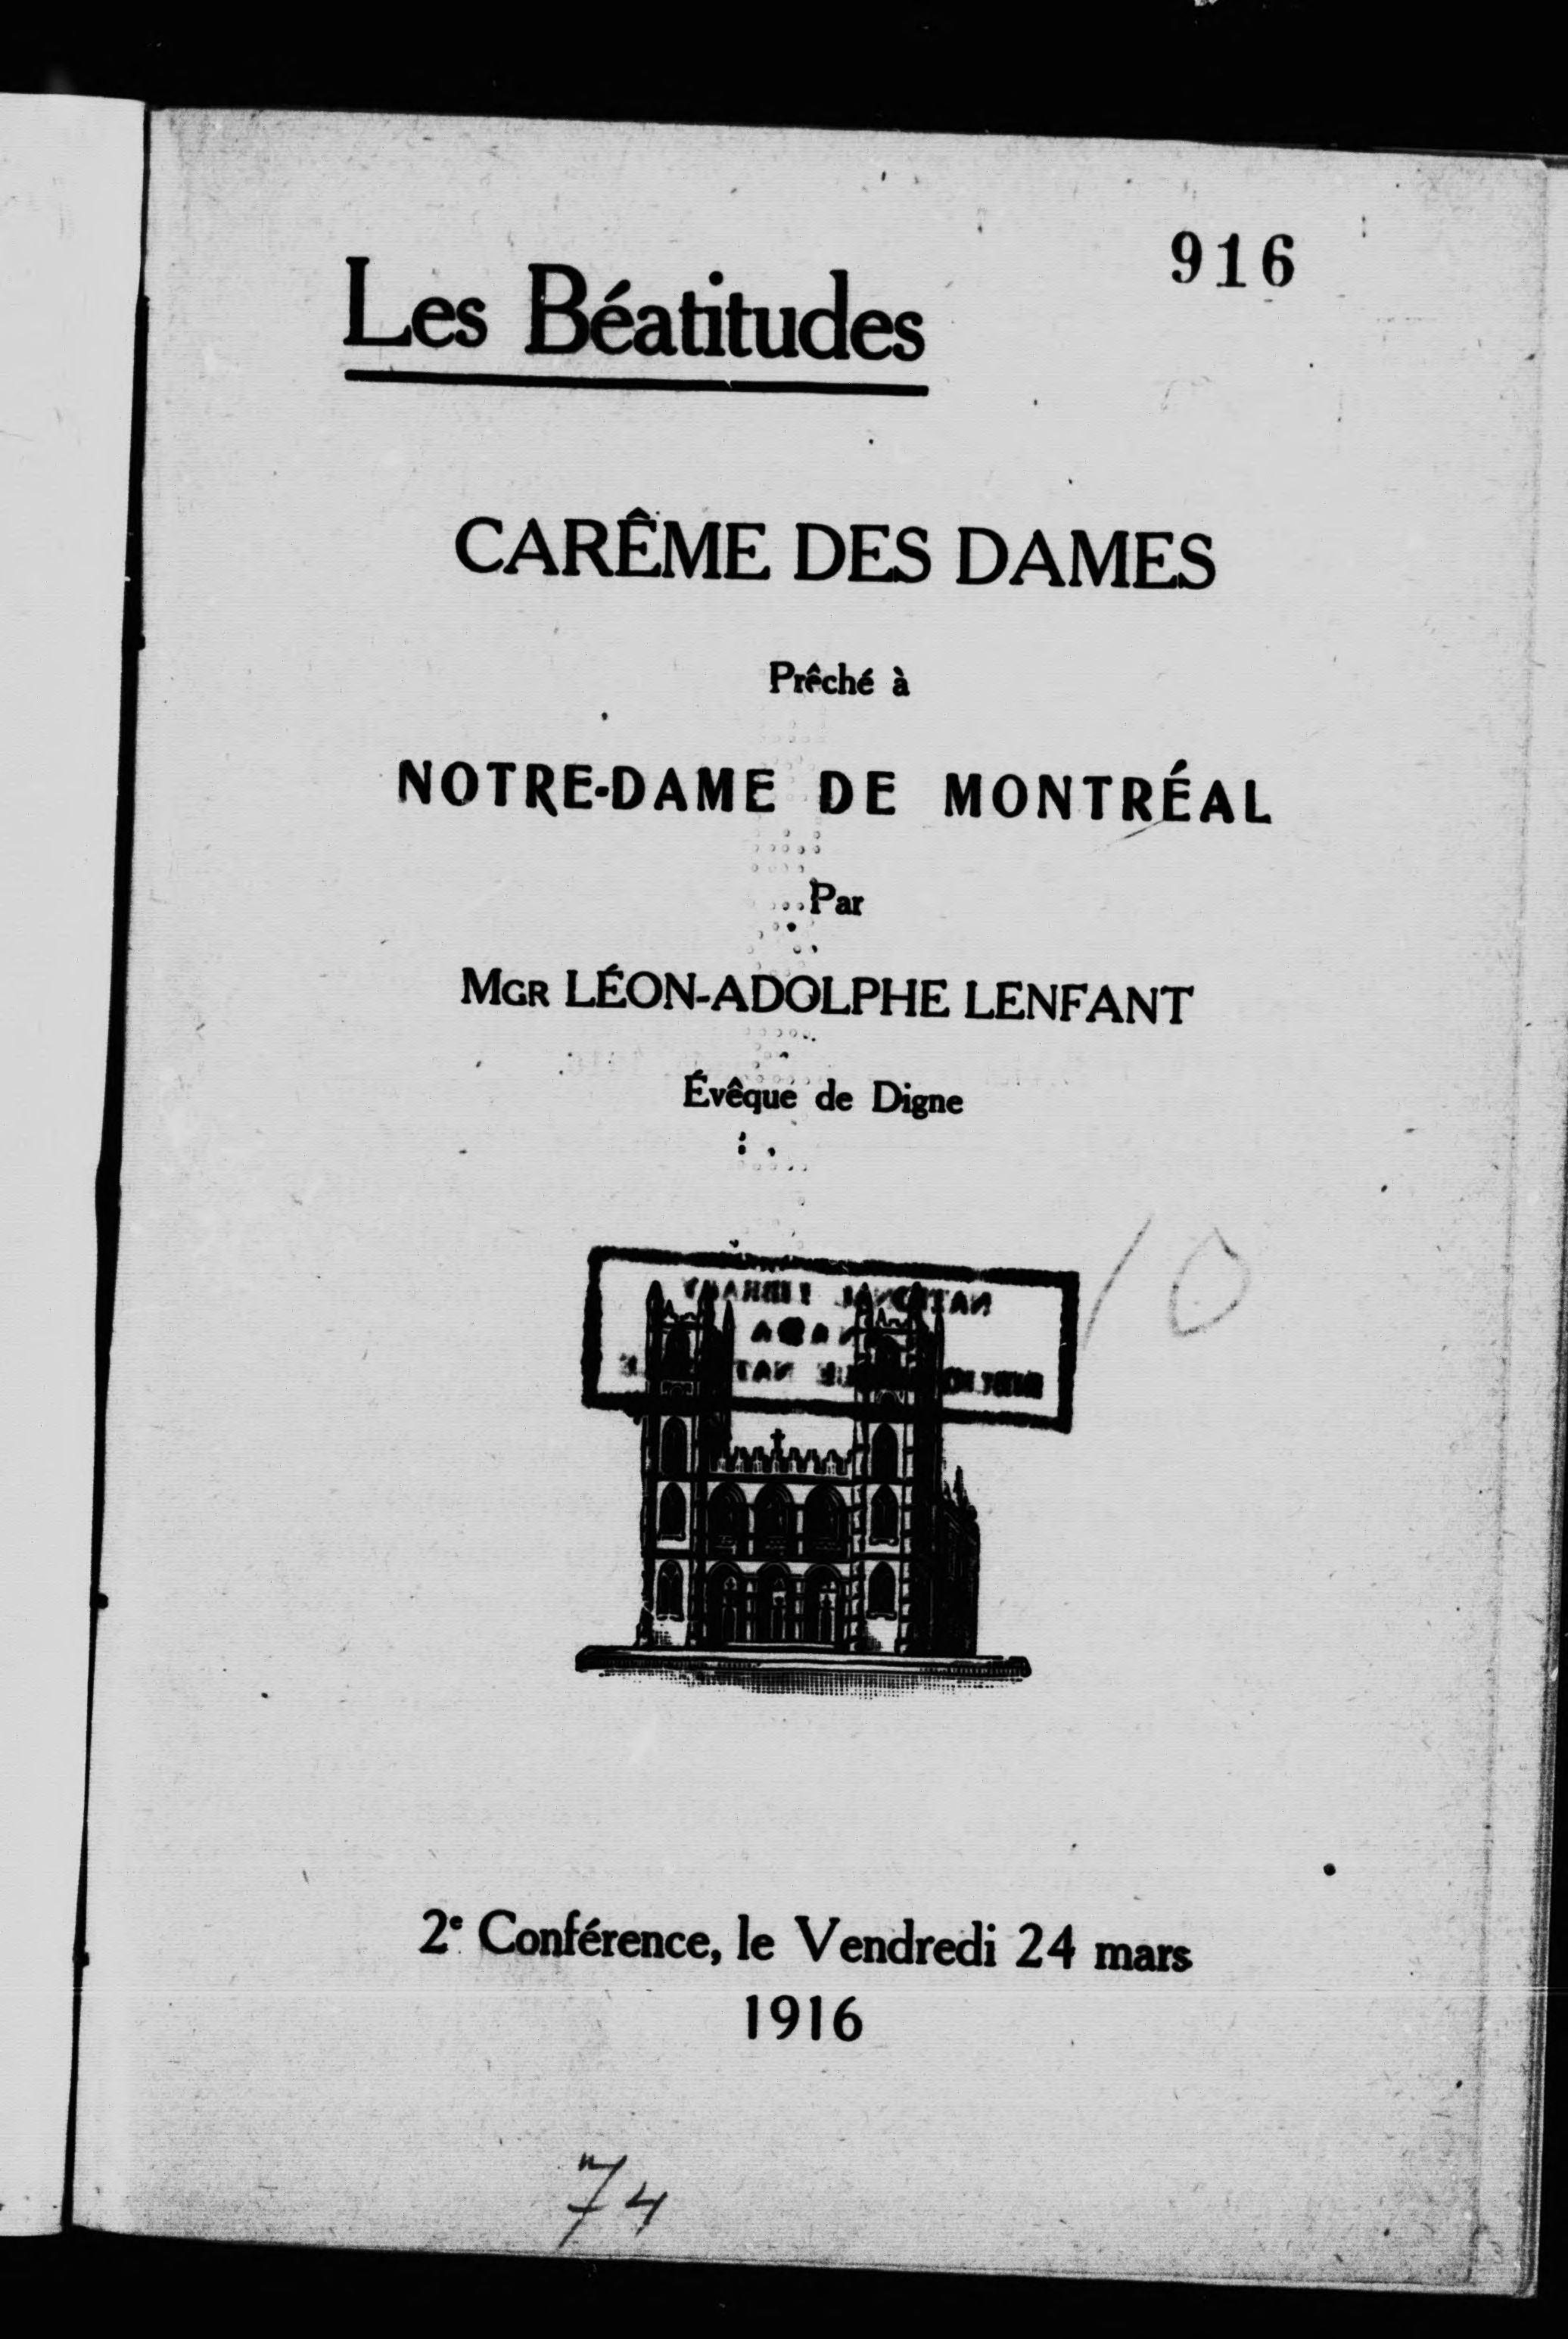 916
Les Béatitudes
CARÊME DES DAMES
Prêché à
NOTRE-DAME DE MONTRÉAL
Par
MGR LÉON-ADOLPHE LENFANT
Évêque de Digne
10
2e Conférence, le Vendredi 24 mars
1916
74